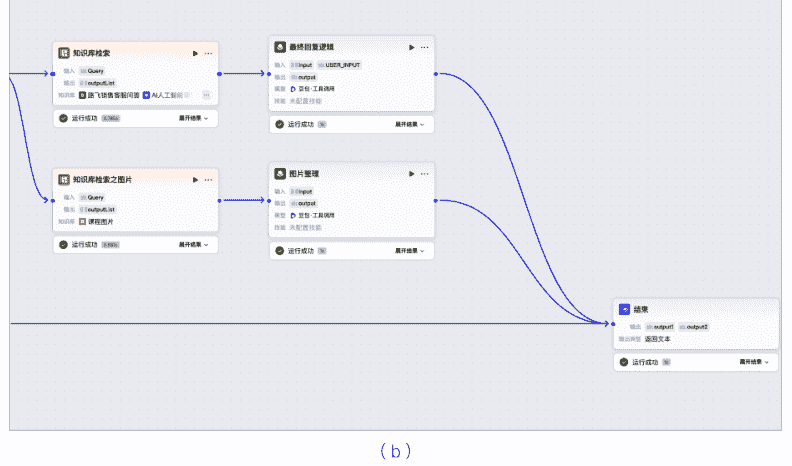 知识库检索
输入 Query
输出 outputList
知识库 路飞销售客服问答 AI人工智能
运行成功 展开结果
最终回复逻辑
输入 input USER_INPUT
输出 output
模型 豆包·工具调用
技能 未配置技能
运行成功 展开结果
知识库检索之图片
输入 Query
输出 outputList
知识库 课程图片
运行成功 展开结果
图片整理
输入 input
输出 output
模型 豆包·工具调用
技能 未配置技能
运行成功 展开结果
结束
输出 output1 output2
输出类型 返回文本
运行成功 展开结果
(b)